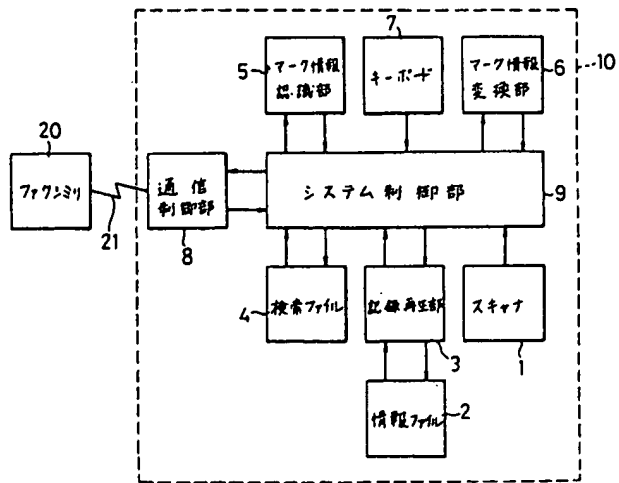 7
5
マーク情報
認識部
キーボード
マーク情報
変換部
6
10
20
ファクシミリ
21
通信
制御部
8
システム制御部
9
4
検索ファイル
記録再生部
3
スキャナ
1
情報ファイル
2